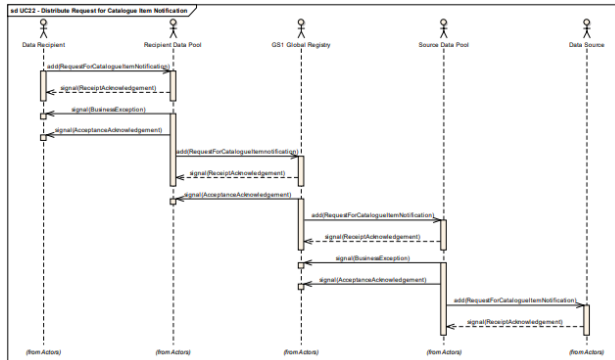 sd UC22 - Distribute Request for Catalogue Item Notification
Data Recipient
Recipient Data Pool
GS1 Global Registry
Source Data Pool
Data Source
add(RequestForCatalogueItemNotification)
signal(ReceiptAcknowledgement)
signal(BusinessException)
signal(AcceptanceAcknowledgement)
add(RequestForCatalogueItemnotification)
signal(ReceiptAcknowledgement)
signal(AcceptanceAcknowledgement)
add(RequestForCatalogueItemNotification)
signal(ReceiptAcknowledgement)
signal(BusinessException)
signal(AcceptanceAcknowledgement)
add(RequestForCatalogueItemNotification)
signal(ReceiptAcknowledgement)
(from Actors)
(from Actors)
(from Actors)
(from Actors)
(from Actors)